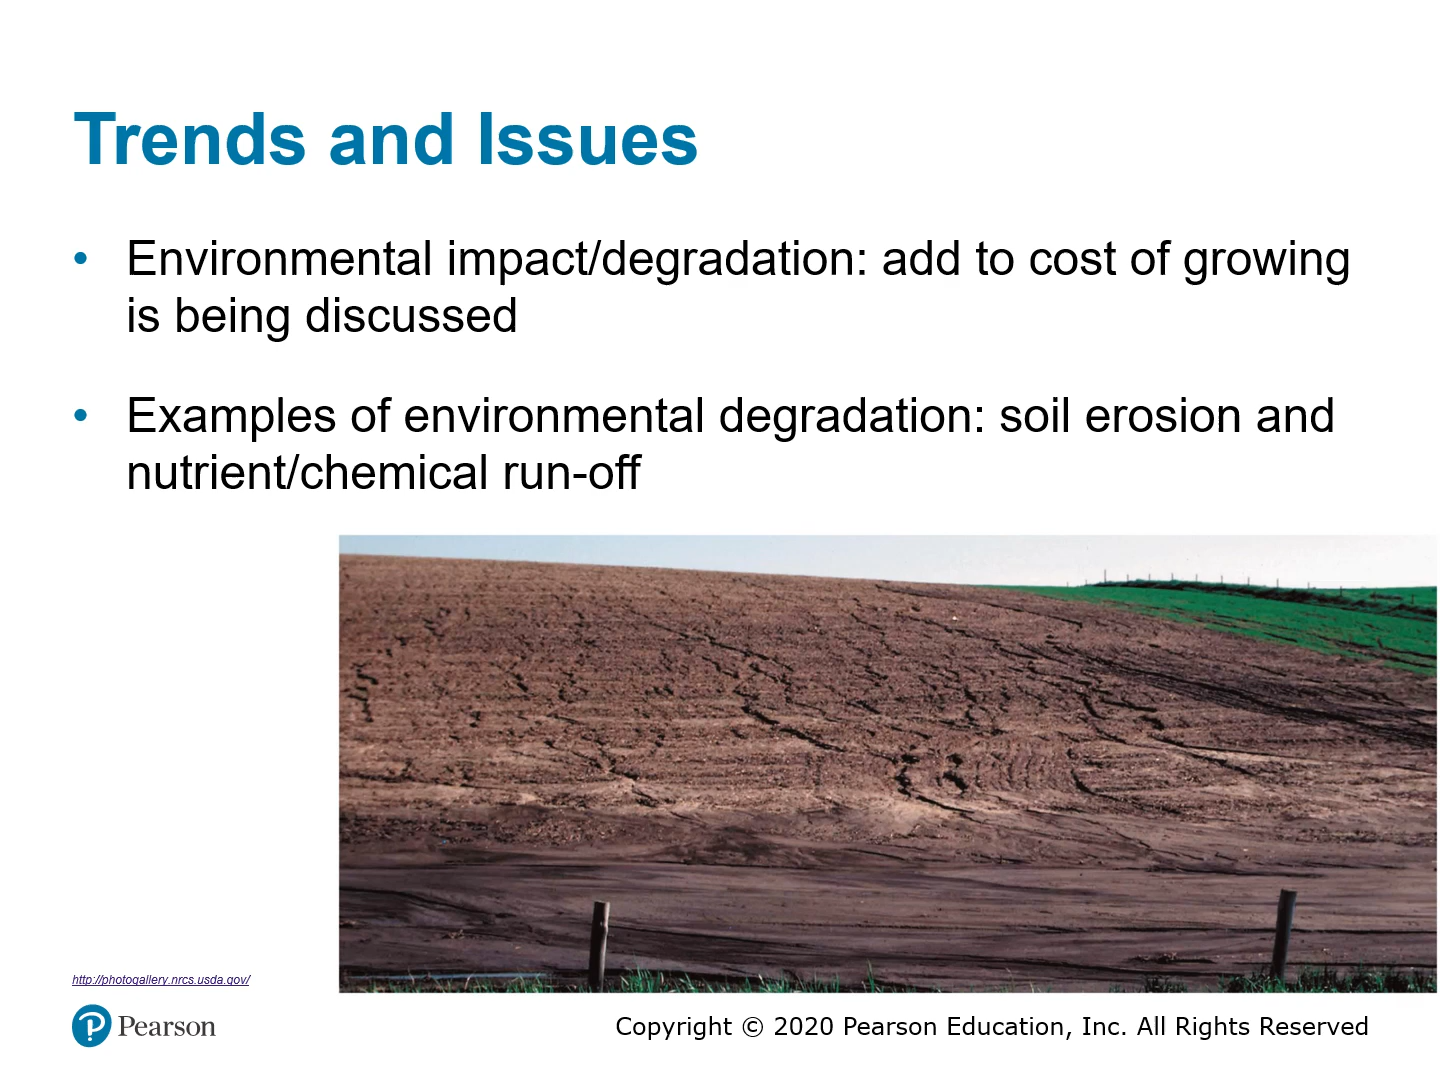 Trends and Issues
• Environmental impact/degradation: add to cost of growing
is being discussed
• Examples of environmental degradation: soil erosion and
nutrient/chemical run-off
http://photogallery.nrcs.usda.gov/
Pearson
Copyright © 2020 Pearson Education, Inc. All Rights Reserved